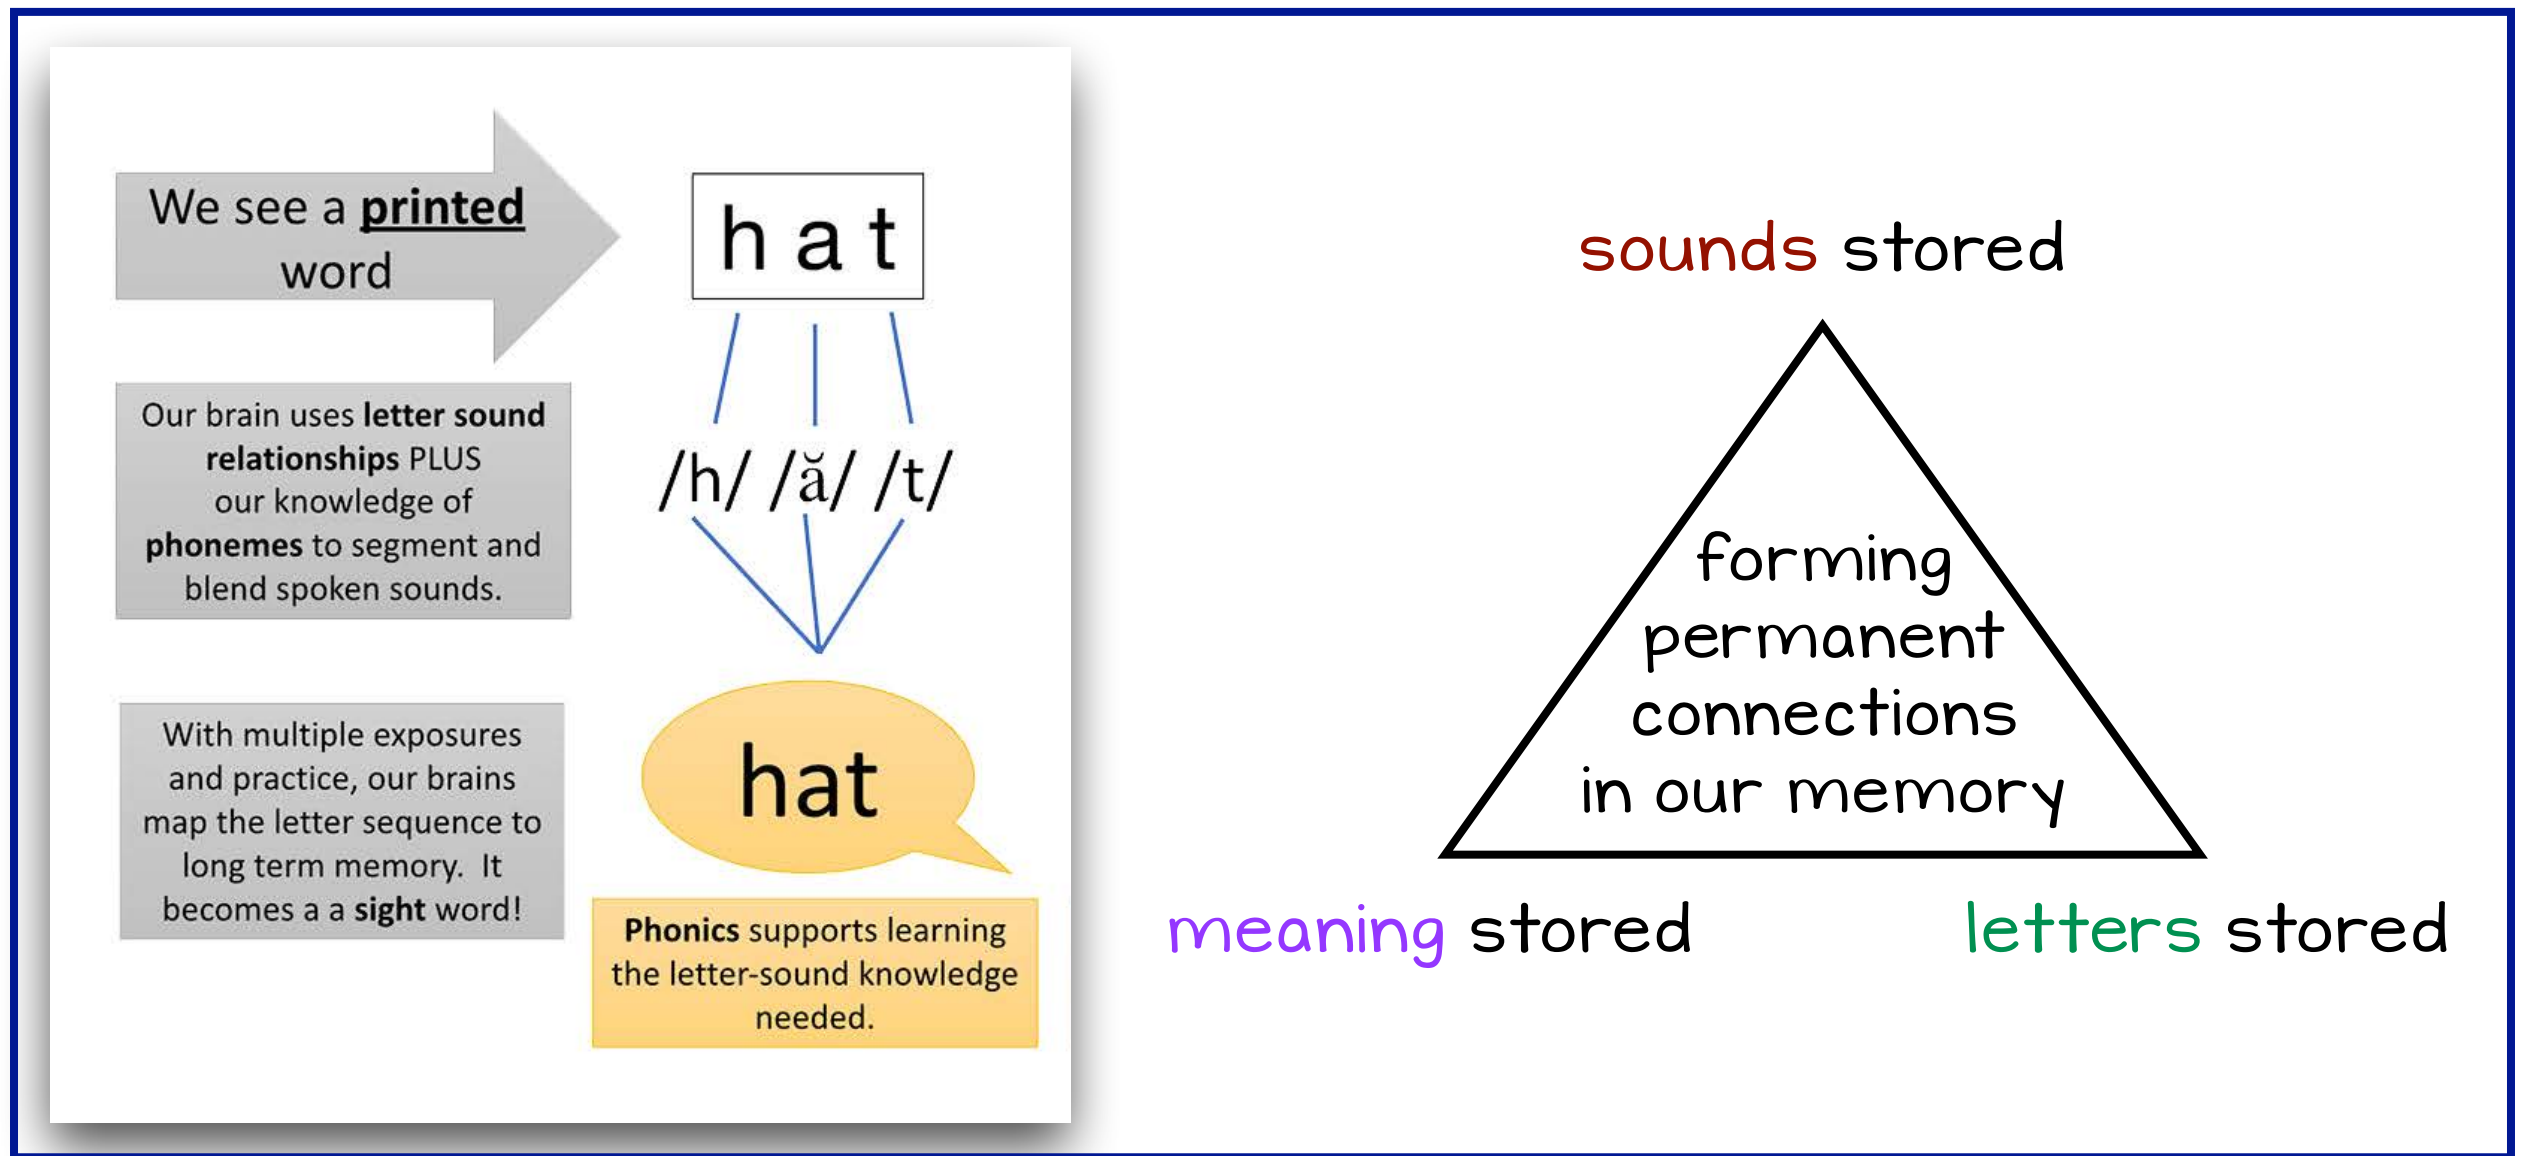 We see a printed
word
h a t
Our brain uses letter sound
relationships PLUS
our knowledge of
phonemes to segment and
blend spoken sounds.
/h/ /ă/ /t/
With multiple exposures
and practice, our brains
map the letter sequence to
long term memory. It
becomes a a sight word!
hat
Phonics supports learning
the letter-sound knowledge
needed.
sounds stored
forming
permanent
connections
in our memory
meaning stored
letters stored